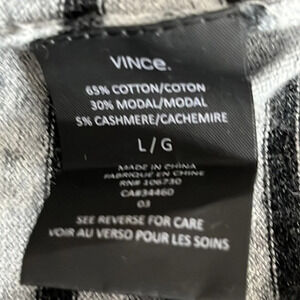 VINCE.
65% COTTON/COTON
30% MODAL/MODAL
5% CASHMERE/CACHEMIRE
L/G
MADE IN CHINA
FABRIQUÉ EN CHINE
RN# 106730
CA#34460
03
SEE REVERSE FOR CARE
VOIR AU VERSO POUR LES SOINS